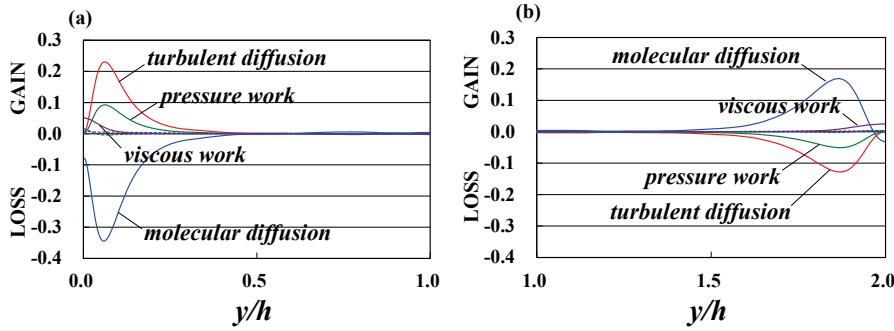 (a)
GAIN
LOSS
0.3
0.2
0.1
0.0
-0.1
-0.2
-0.3
-0.4
turbulent diffusion
pressure work
viscous work
molecular diffusion
0.0
0.5
1.0
y/h
(b)
GAIN
LOSS
0.3
0.2
0.1
0.0
-0.1
-0.2
-0.3
-0.4
molecular diffusion
viscous work
pressure work
turbulent diffusion
1.0
1.5
2.0
y/h